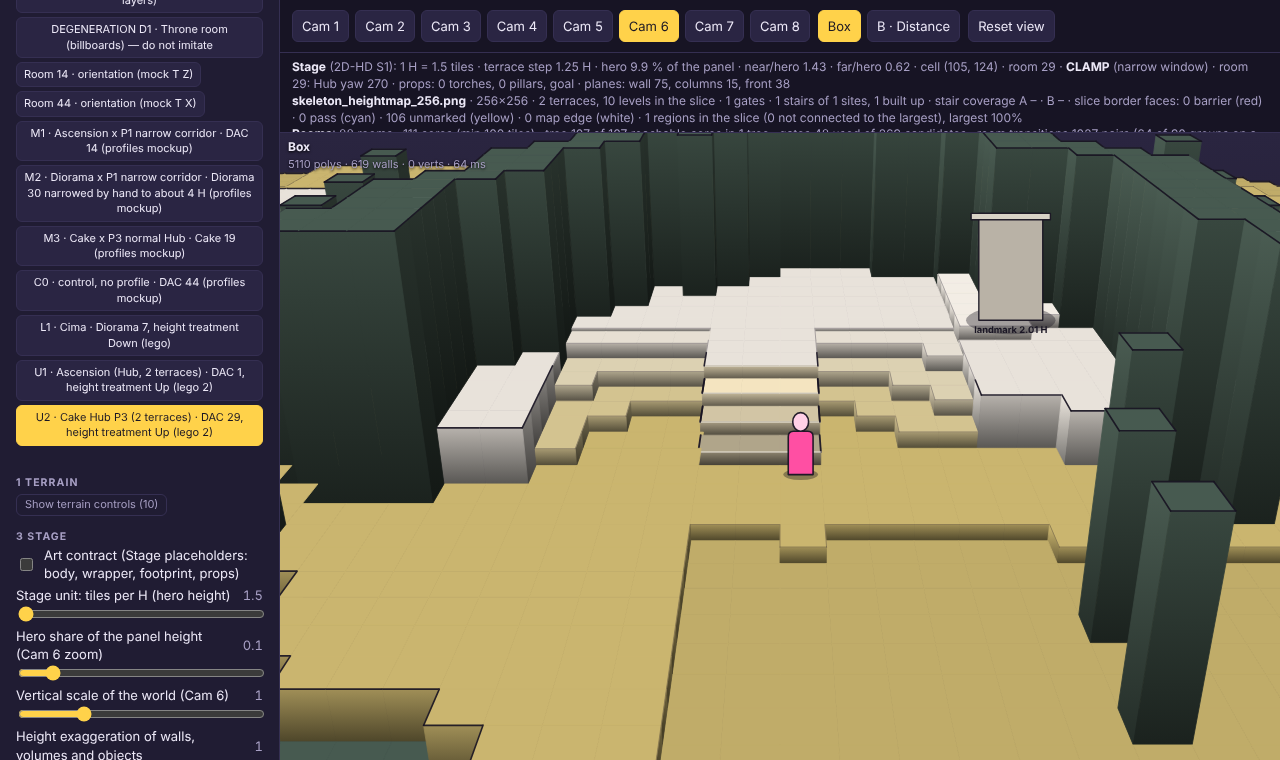 layers)
DEGENERATION D1 · Throne room
(billboards) — do not imitate
Room 14 · orientation (mock T Z)
Room 44 · orientation (mock T X)
M1 · Ascension x P1 narrow corridor · DAC
14 (profiles mockup)
M2 · Diorama x P1 narrow corridor · Diorama
30 narrowed by hand to about 4 H (profiles
mockup)
M3 · Cake x P3 normal Hub · Cake 19
(profiles mockup)
C0 · control, no profile · DAC 44 (profiles
mockup)
L1 · Cima · Diorama 7, height treatment
Down (lego)
U1 · Ascension (Hub, 2 terraces) · DAC 1,
height treatment Up (lego 2)
U2 · Cake Hub P3 (2 terraces) · DAC 29,
height treatment Up (lego 2)
1 TERRAIN
Show terrain controls (10)
3 STAGE
Art contract (Stage placeholders:
body, wrapper, footprint, props)
Stage unit: tiles per H (hero height) 1.5
Hero share of the panel height
(Cam 6 zoom) 0.1
Vertical scale of the world (Cam 6) 1
Height exaggeration of walls,
volumes and objects 1
Cam 1 Cam 2 Cam 3 Cam 4 Cam 5 Cam 6 Cam 7 Cam 8 Box B · Distance Reset view
Stage (2D-HD S1): 1 H = 1.5 tiles · terrace step 1.25 H · hero 9.9 % of the panel · near/hero 1.43 · far/hero 0.62 · cell (105, 124) · room 29 · CLAMP (narrow window) · room
29: Hub yaw 270 · props: 0 torches, 0 pillars, goal · planes: wall 75, columns 15, front 38
skeleton_heightmap_256.png · 256×256 · 2 terraces, 10 levels in the slice · 1 gates · 1 stairs of 1 sites, 1 built up · stair coverage A – · B – · slice border faces: 0 barrier (red)
· 0 pass (cyan) · 106 unmarked (yellow) · 0 map edge (white) · 1 regions in the slice (0 not connected to the largest), largest 100%
Box
5110 polys · 619 walls · 0 verts · 64 ms
landmark 2.01 H